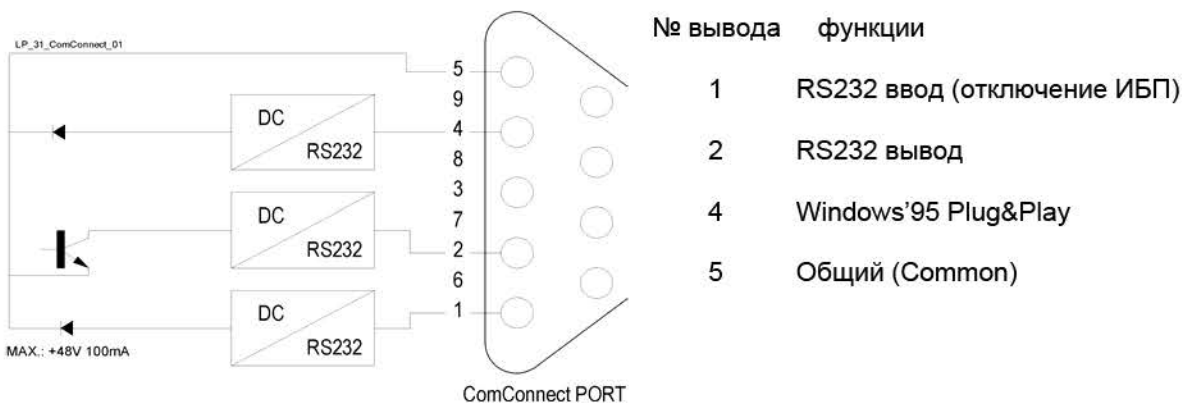 LP_31_ComConnect_01
5
9
4
8
3
7
2
6
1
DC
RS232
DC
RS232
DC
RS232
MAX.: +48V 100mA
ComConnect PORT
№ вывода функции
1 RS232 ввод (отключение ИБП)
2 RS232 вывод
4 Windows'95 Plug&Play
5 Общий (Common)